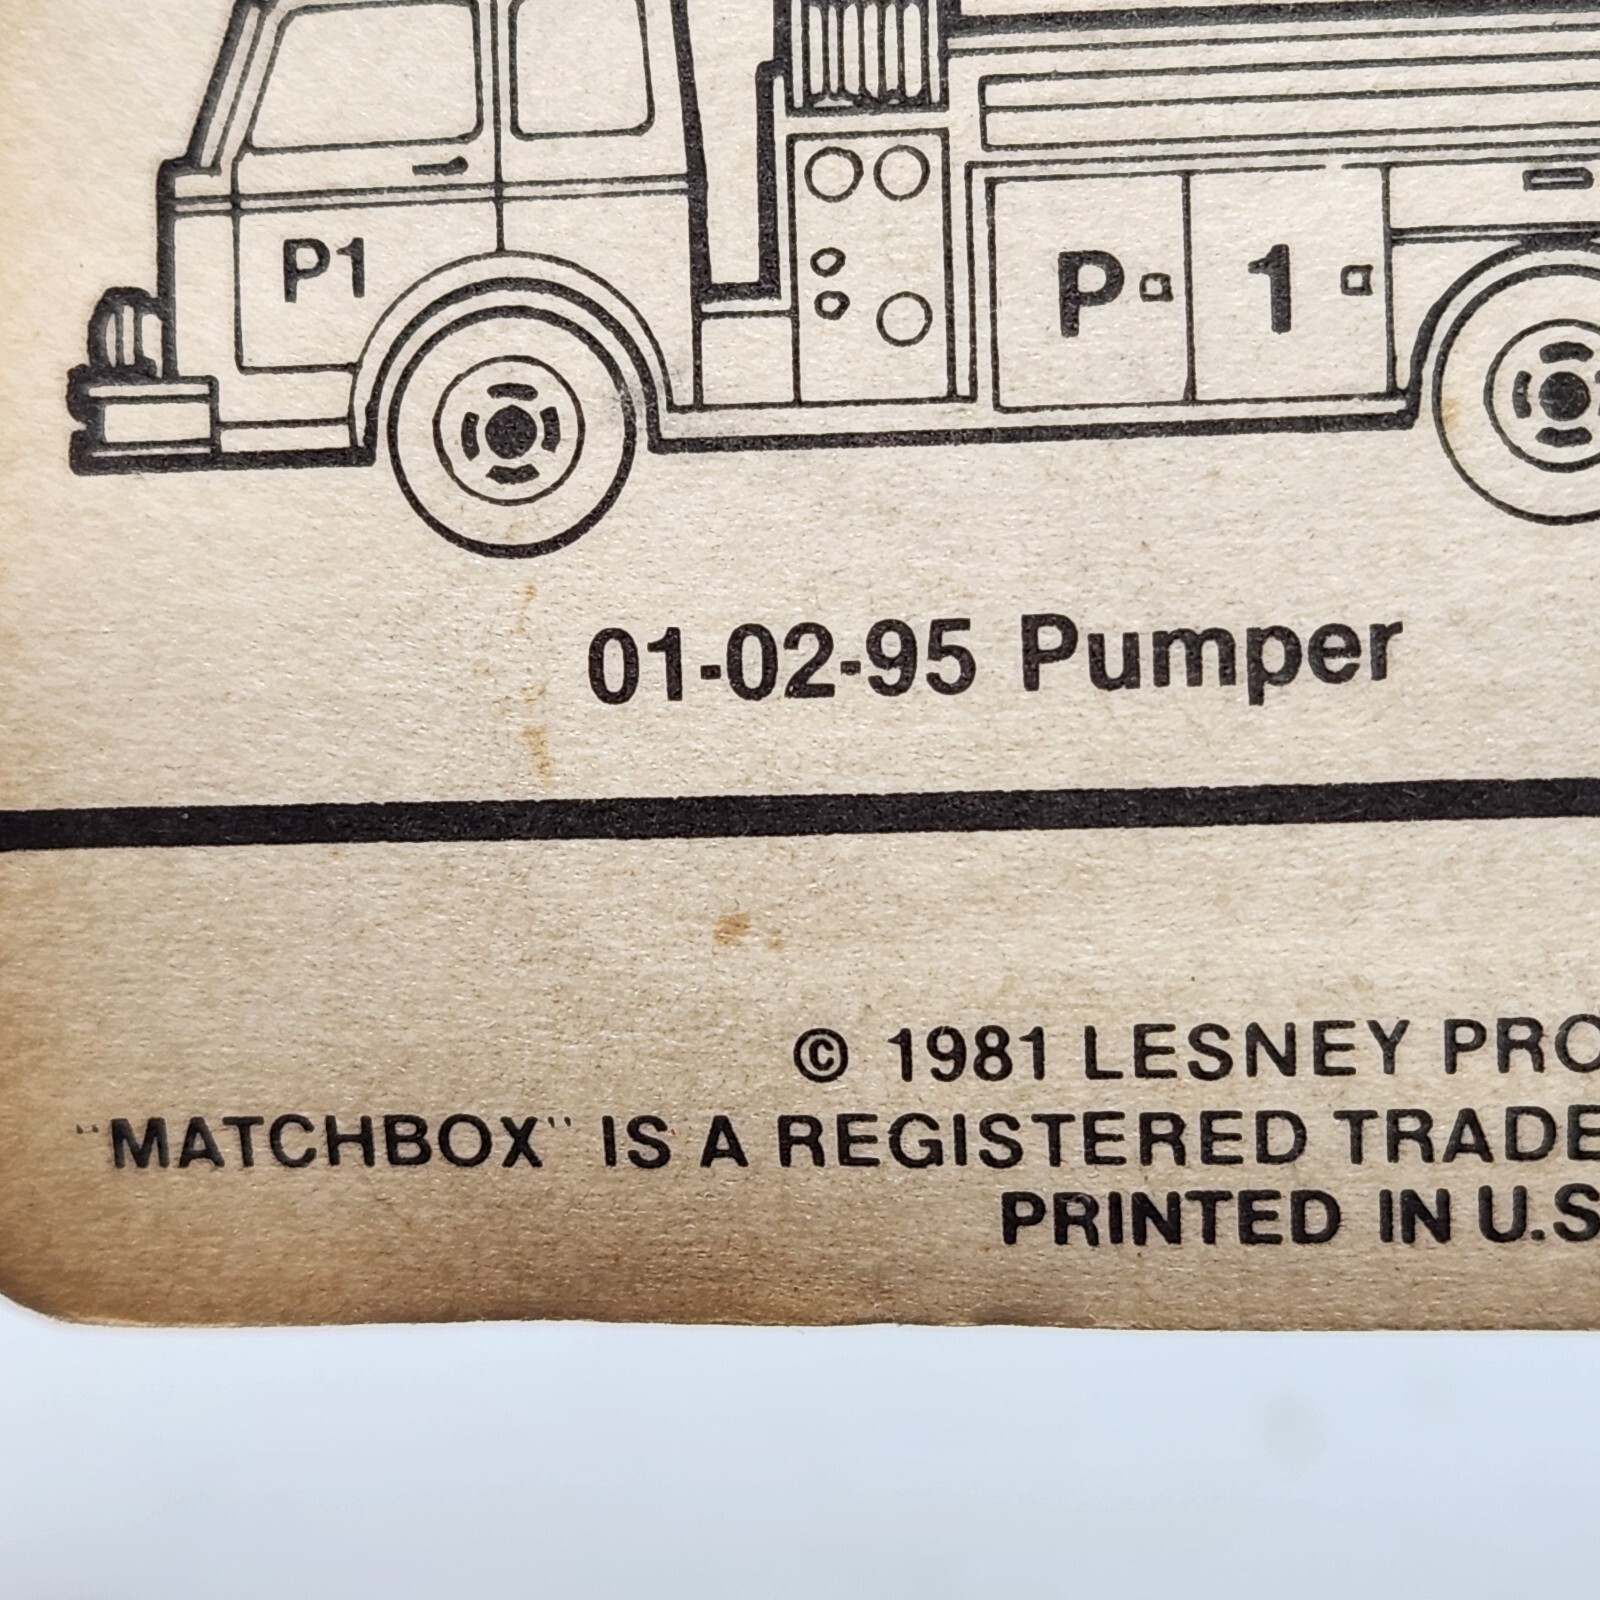 P1
P 1
01-02-95 Pumper
© 1981 LESNEY PRO
"MATCHBOX" IS A REGISTERED TRADE
PRINTED IN U.S